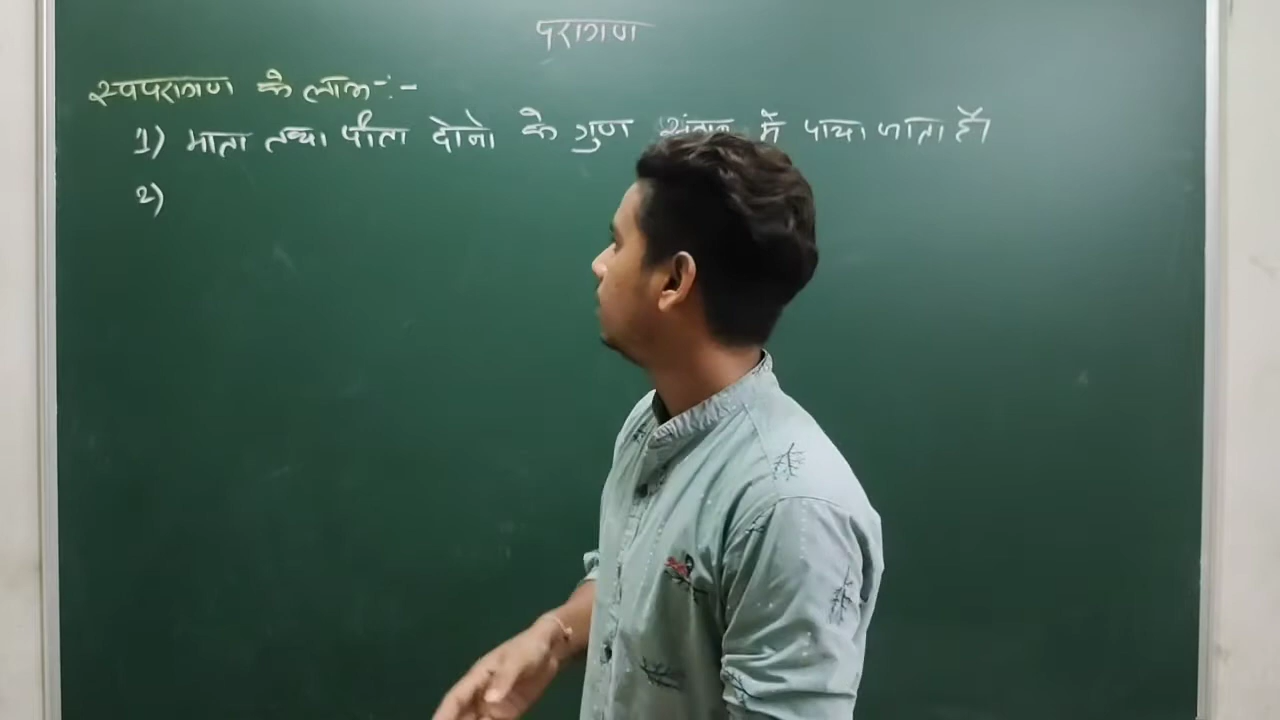 परागण
स्वपरागण के लाभ-:-
1) माता तथा पीता दोनो के गुण संतान में पाया जाता है।
2)